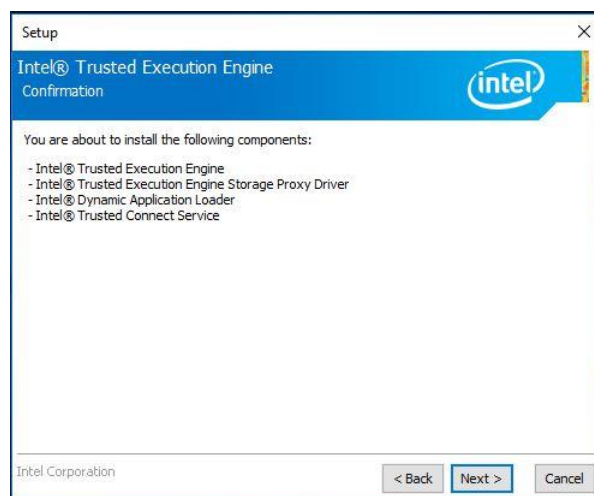 Setup
Intel® Trusted Execution Engine
Confirmation
intel
You are about to install the following components:
- Intel® Trusted Execution Engine
- Intel® Trusted Execution Engine Storage Proxy Driver
- Intel® Dynamic Application Loader
- Intel® Trusted Connect Service
Intel Corporation
< Back Next > Cancel